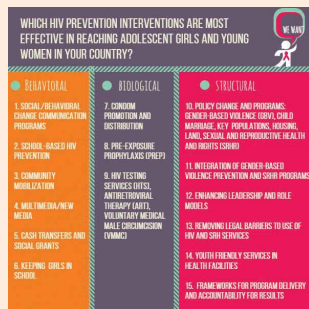 WHICH HIV PREVENTION INTERVENTIONS ARE MOST
EFFECTIVE IN REACHING ADOLESCENT GIRLS AND YOUNG
WOMEN IN YOUR COUNTRY?
WE WANT
BEHAVIORAL
1. SOCIAL/BEHAVIORAL
CHANGE COMMUNICATION
PROGRAMS
2. SCHOOL-BASED HIV
PREVENTION
3. COMMUNITY
MOBILIZATION
4. MULTIMEDIA/NEW
MEDIA
5. CASH TRANSFERS AND
SOCIAL GRANTS
6. KEEPING GIRLS IN
SCHOOL
BIOLOGICAL
7. CONDOM
PROMOTION AND
DISTRIBUTION
8. PRE-EXPOSURE
PROPHYLAXIS (PREP)
9. HIV TESTING
SERVICES (HTS),
ANTIRETROVIRAL
THERAPY (ART),
VOLUNTARY MEDICAL
MALE CIRCUMCISION
(VMMC)
STRUCTURAL
10. POLICY CHANGE AND PROGRAMS:
GENDER-BASED VIOLENCE (GBV), CHILD
MARRIAGE, KEY POPULATIONS, HOUSING,
LAND, SEXUAL AND REPRODUCTIVE HEALTH
AND RIGHTS (SRHR)
11. INTEGRATION OF GENDER-BASED
VIOLENCE PREVENTION AND SRHR PROGRAMS
12. ENHANCING LEADERSHIP AND ROLE
MODELS
13. REMOVING LEGAL BARRIERS TO USE OF
HIV AND SRH SERVICES
14. YOUTH FRIENDLY SERVICES IN
HEALTH FACILITIES
15. FRAMEWORKS FOR PROGRAM DELIVERY
AND ACCOUNTABILITY FOR RESULTS